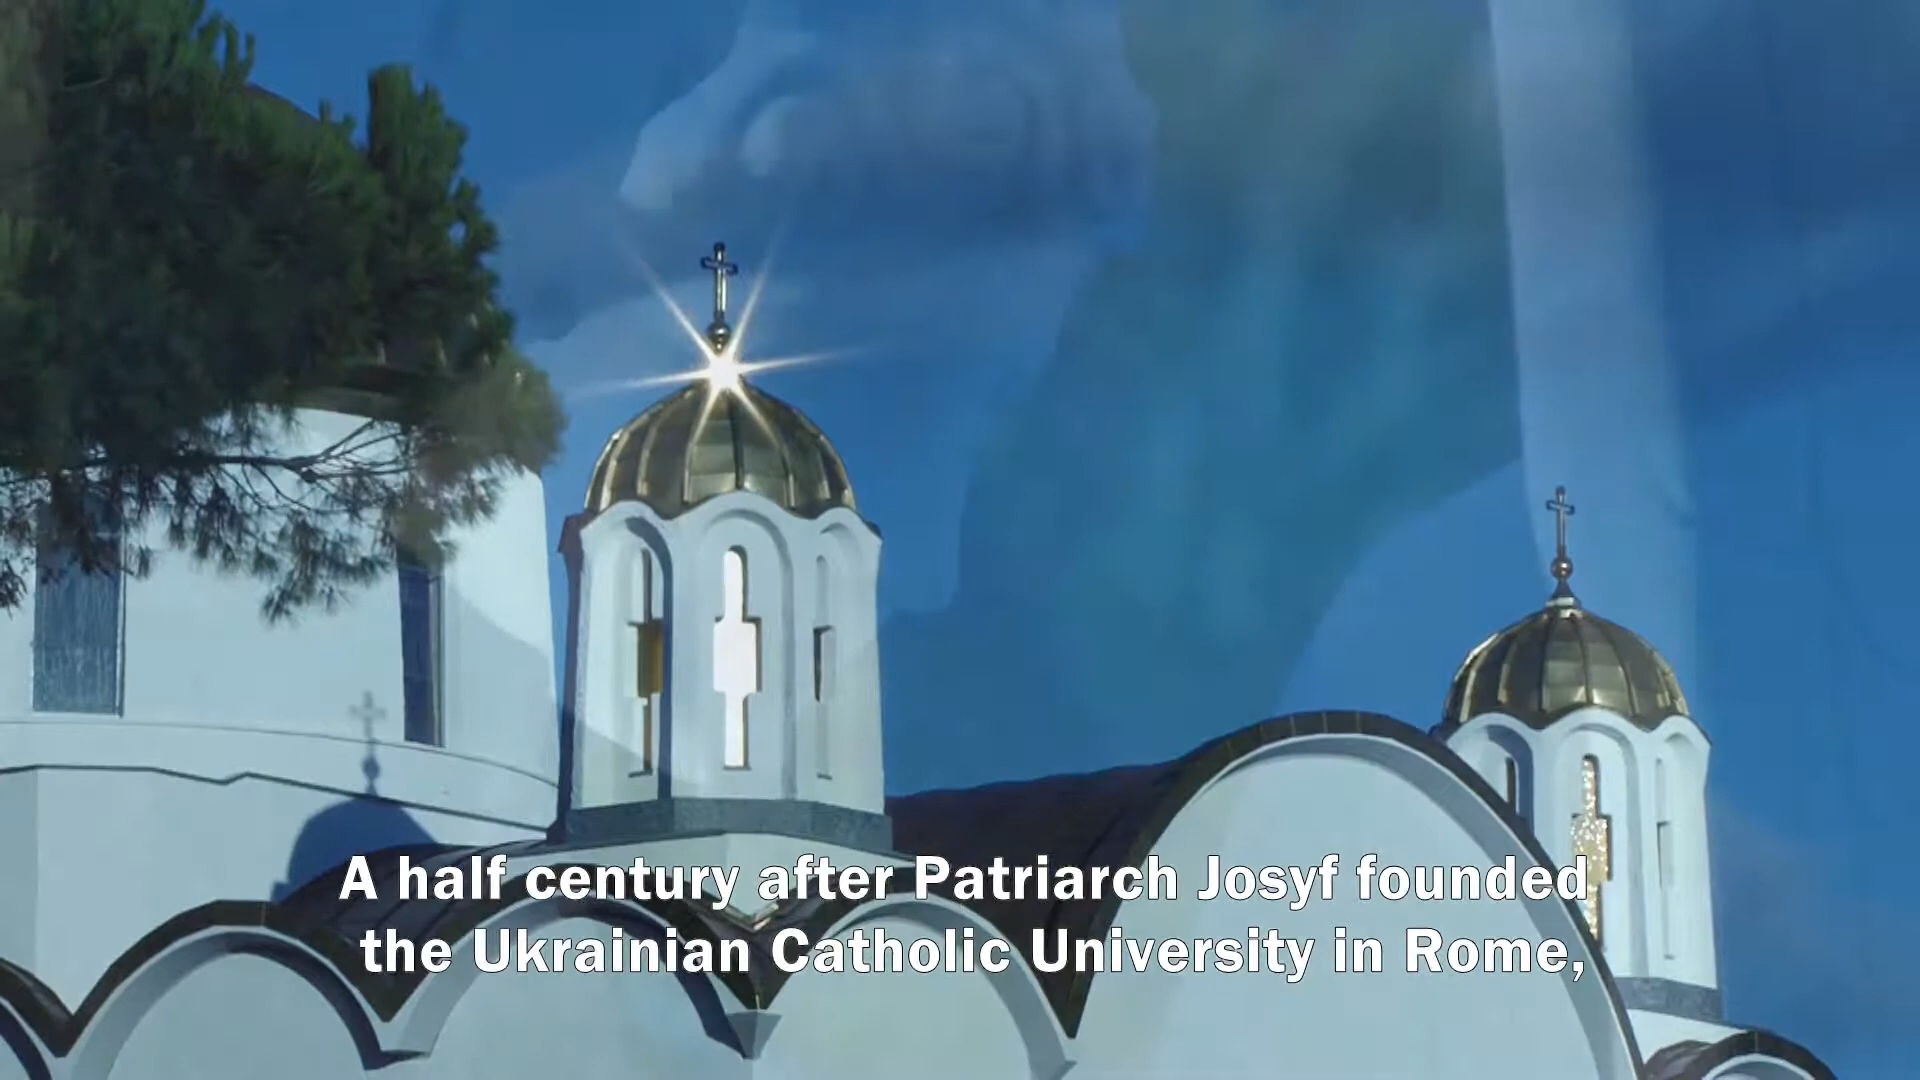 A half century after Patriarch Josyf founded
the Ukrainian Catholic University in Rome,